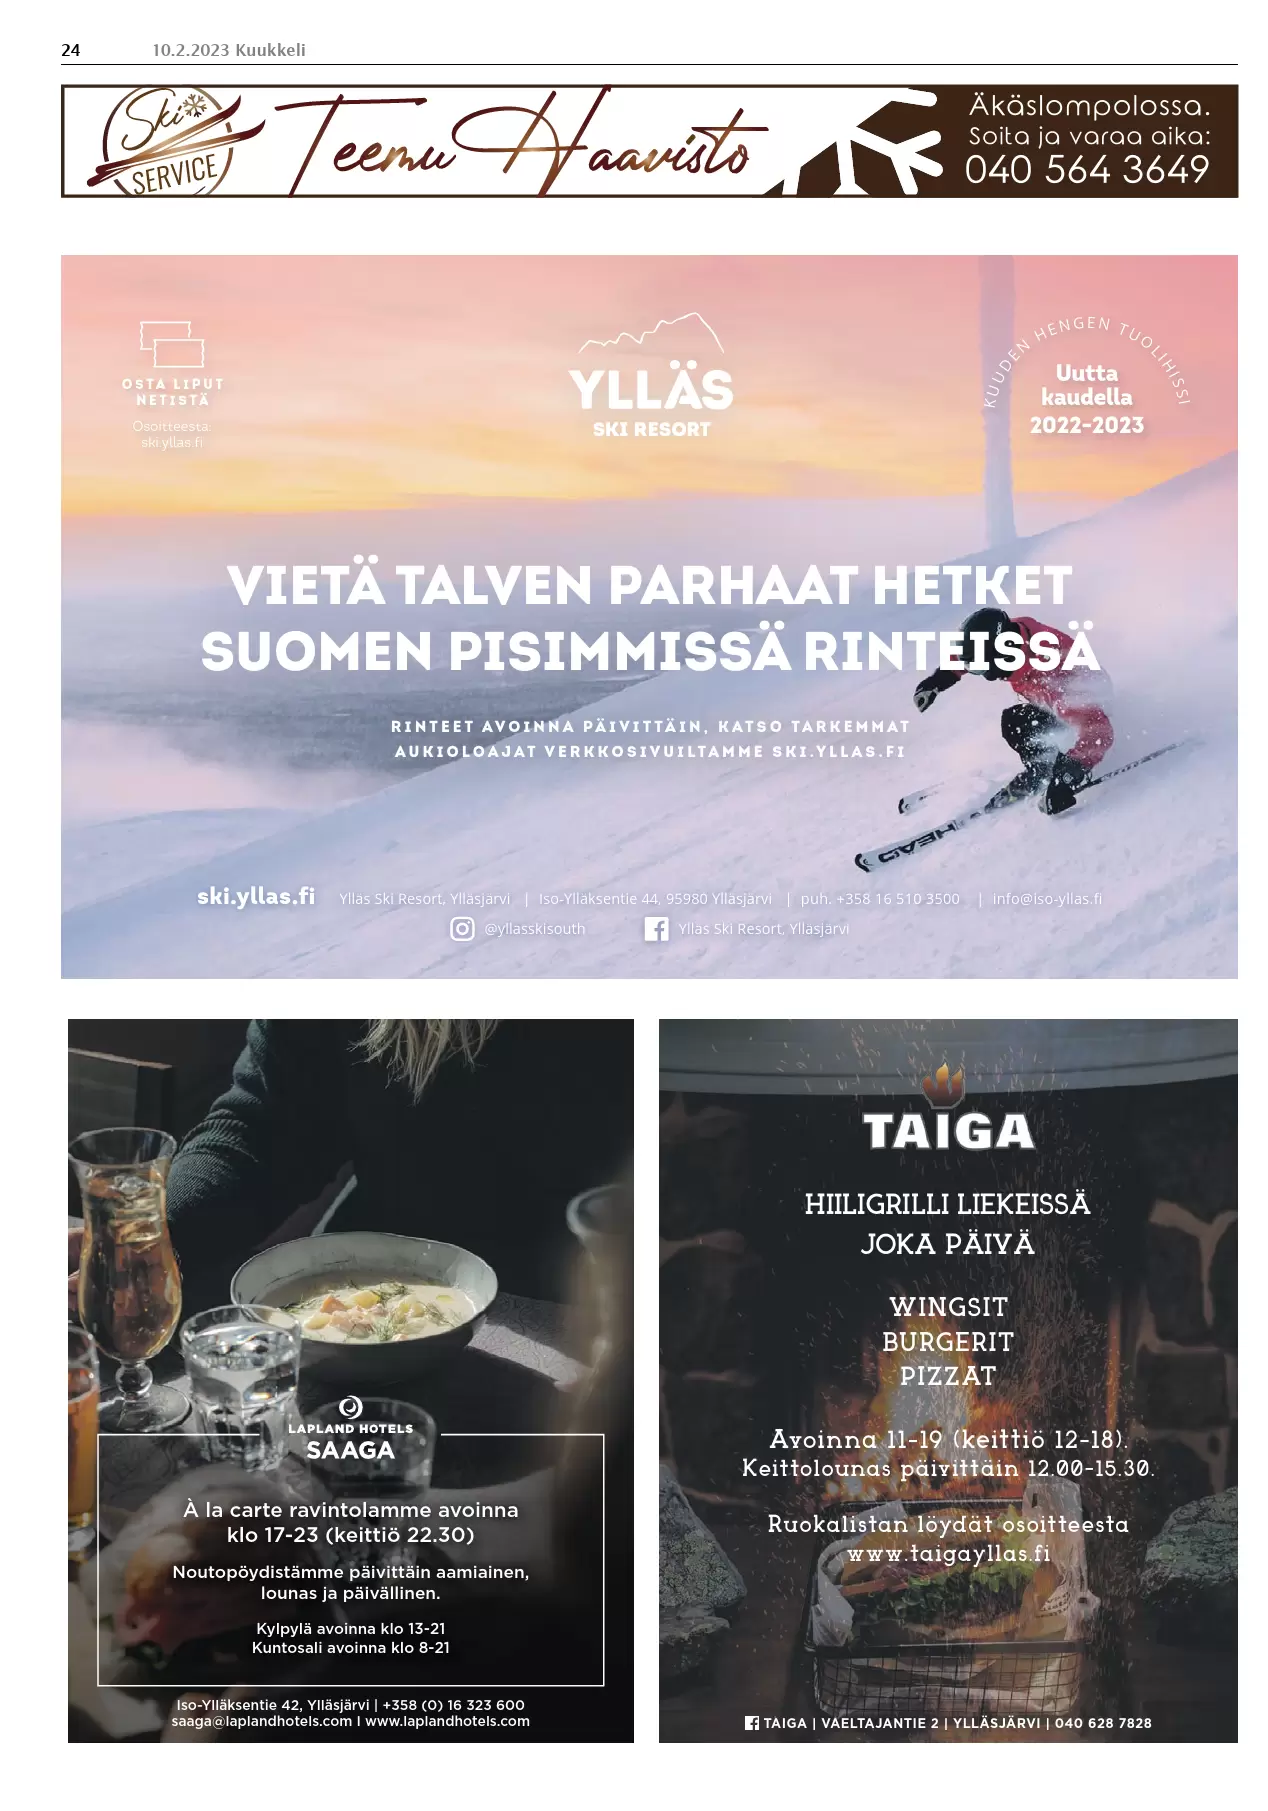 24 10.2.2023 Kuukkeli
Ski
SERVICE
Teemu Haavisto
Äkäslompolossa.
Soita ja varaa aika:
040 564 3649
OSTA LIPUT
NETISTÄ
Osoitteesta:
ski.yllas.fi
YLLÄS
SKI RESORT
KUUDEN HENGEN TUOLIHISSI
Uutta
kaudella
2022-2023
VIETÄ TALVEN PARHAAT HETKET
SUOMEN PISIMMISSÄ RINTEISSÄ
RINTEET AVOINNA PÄIVITTÄIN, KATSO TARKEMMAT
AUKIOLOAJAT VERKKOSIVUILTAMME SKI.YLLAS.FI
HEAD
ski.yllas.fi Ylläs Ski Resort, Ylläsjärvi | Iso-Ylläksentie 44, 95980 Ylläsjärvi | puh. +358 16 510 3500 | info@iso-yllas.fi
@yllasskisouth Ylläs Ski Resort, Ylläsjärvi
LAPLAND HOTELS
SAAGA
À la carte ravintolamme avoinna
klo 17-23 (keittiö 22.30)
Noutopöydistämme päivittäin aamiainen,
lounas ja päivällinen.
Kylpylä avoinna klo 13-21
Kuntosali avoinna klo 8-21
Iso-Ylläksentie 42, Ylläsjärvi | +358 (0) 16 323 600
saaga@laplandhotels.com I www.laplandhotels.com
TAIGA
HIILIGRILLI LIEKEISSÄ
JOKA PÄIVÄ
WINGSIT
BURGERIT
PIZZAT
Avoinna 11-19 (keittiö 12-18).
Keittolounas päivittäin 12.00-15.30.
Ruokalistan löydät osoitteesta
www.taigayllas.fi
TAIGA | VAELTAJANTIE 2 | YLLÄSJÄRVI | 040 628 7828